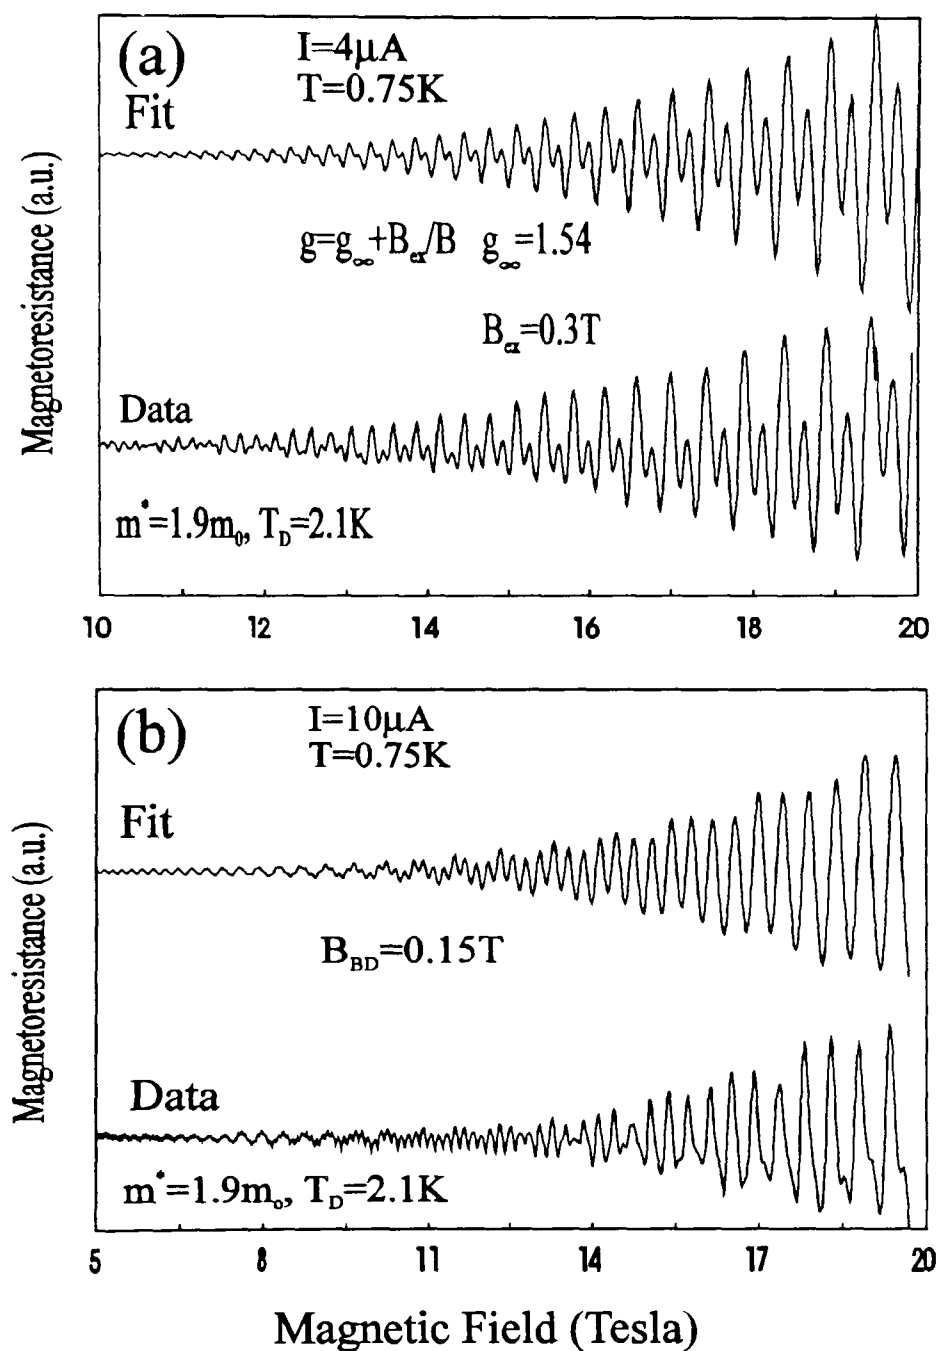 (a)
I=4μA
T=0.75K
Fit
g=g∞+Bex/B g∞=1.54
Bex=0.3T
Data
m*=1.9m0, TD=2.1K
Magnetoresistance (a.u.)
10 12 14 16 18 20
(b)
I=10μA
T=0.75K
Fit
BBD=0.15T
Data
m*=1.9mo, TD=2.1K
Magnetoresistance (a.u.)
5 8 11 14 17 20
Magnetic Field (Tesla)